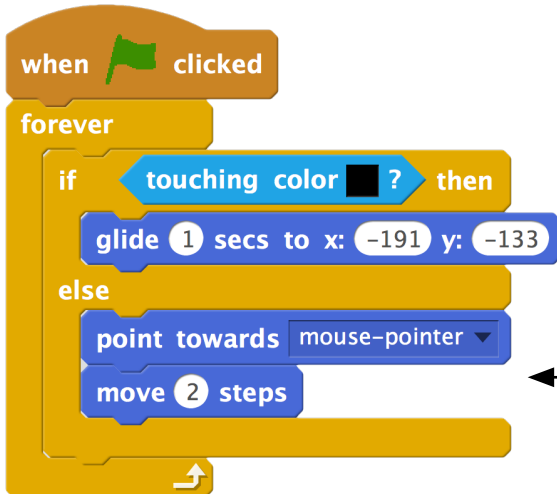 when clicked
forever
if touching color ? then
glide 1 secs to x: -191 y: -133
else
point towards mouse-pointer
move 2 steps